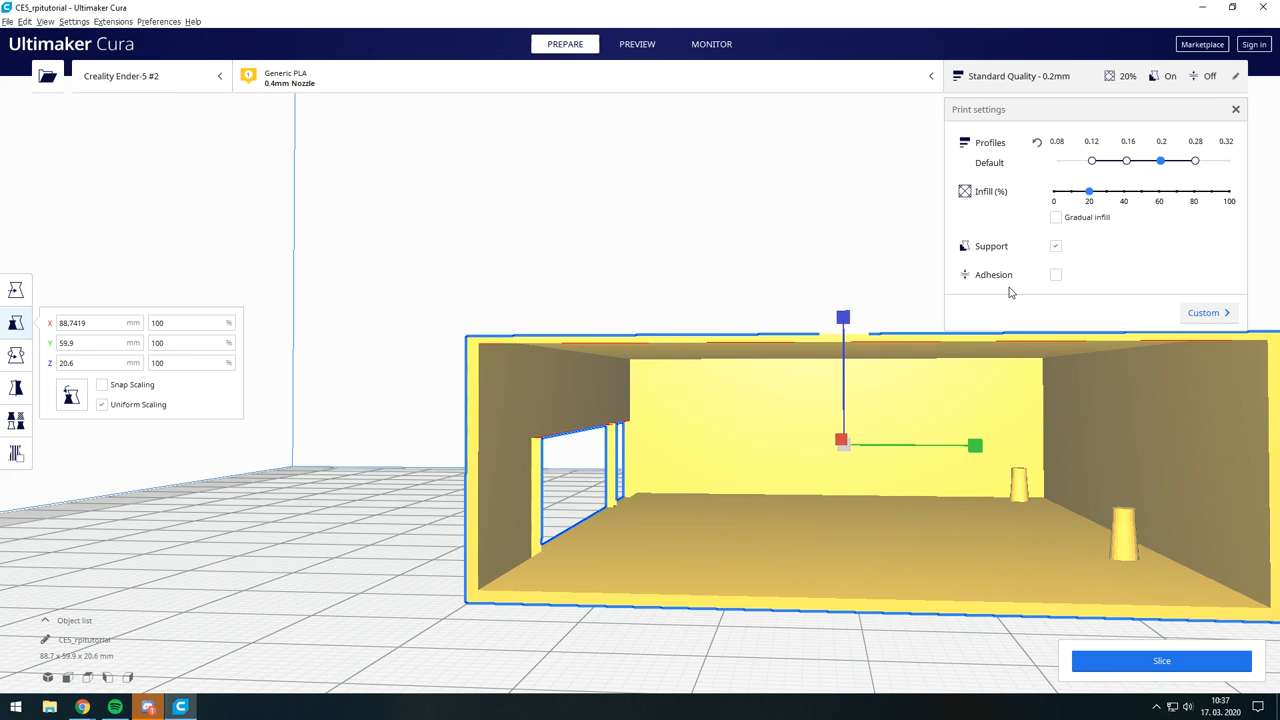 CE5_rpitutorial - Ultimaker Cura
File Edit View Settings Extensions Preferences Help
Ultimaker Cura
PREPARE
PREVIEW
MONITOR
Marketplace
Sign in
Creality Ender-5 #2
1
Generic PLA
0.4mm Nozzle
Standard Quality - 0.2mm
20%
On
Off
Print settings
Profiles
0.08 0.12 0.16 0.2 0.28 0.32
Default
Infill (%)
0 20 40 60 80 100
Gradual infill
Support
Adhesion
Custom
X 88.7419 mm 100 %
Y 59.9 mm 100 %
Z 20.6 mm 100 %
Snap Scaling
Uniform Scaling
Object list
CE5_rpitutorial
88.7 x 59.9 x 20.6 mm
Slice
10:37
17. 03. 2020